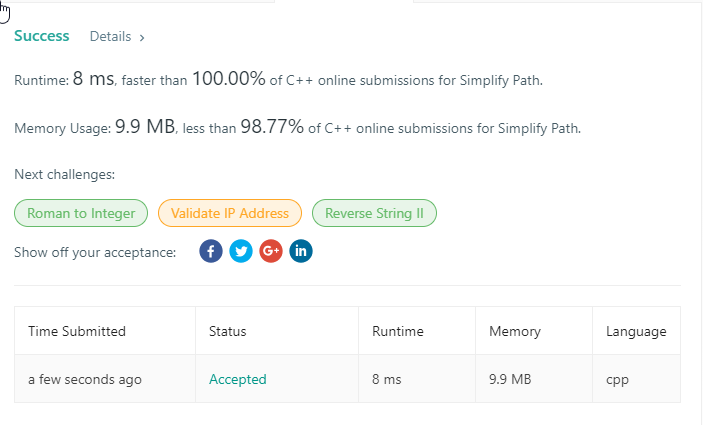 Success Details >
Runtime: 8 ms, faster than 100.00% of C++ online submissions for Simplify Path.
Memory Usage: 9.9 MB, less than 98.77% of C++ online submissions for Simplify Path.
Next challenges:
Roman to Integer Validate IP Address Reverse String II
Show off your acceptance: f G+ in
Time Submitted Status Runtime Memory Language
a few seconds ago Accepted 8 ms 9.9 MB cpp